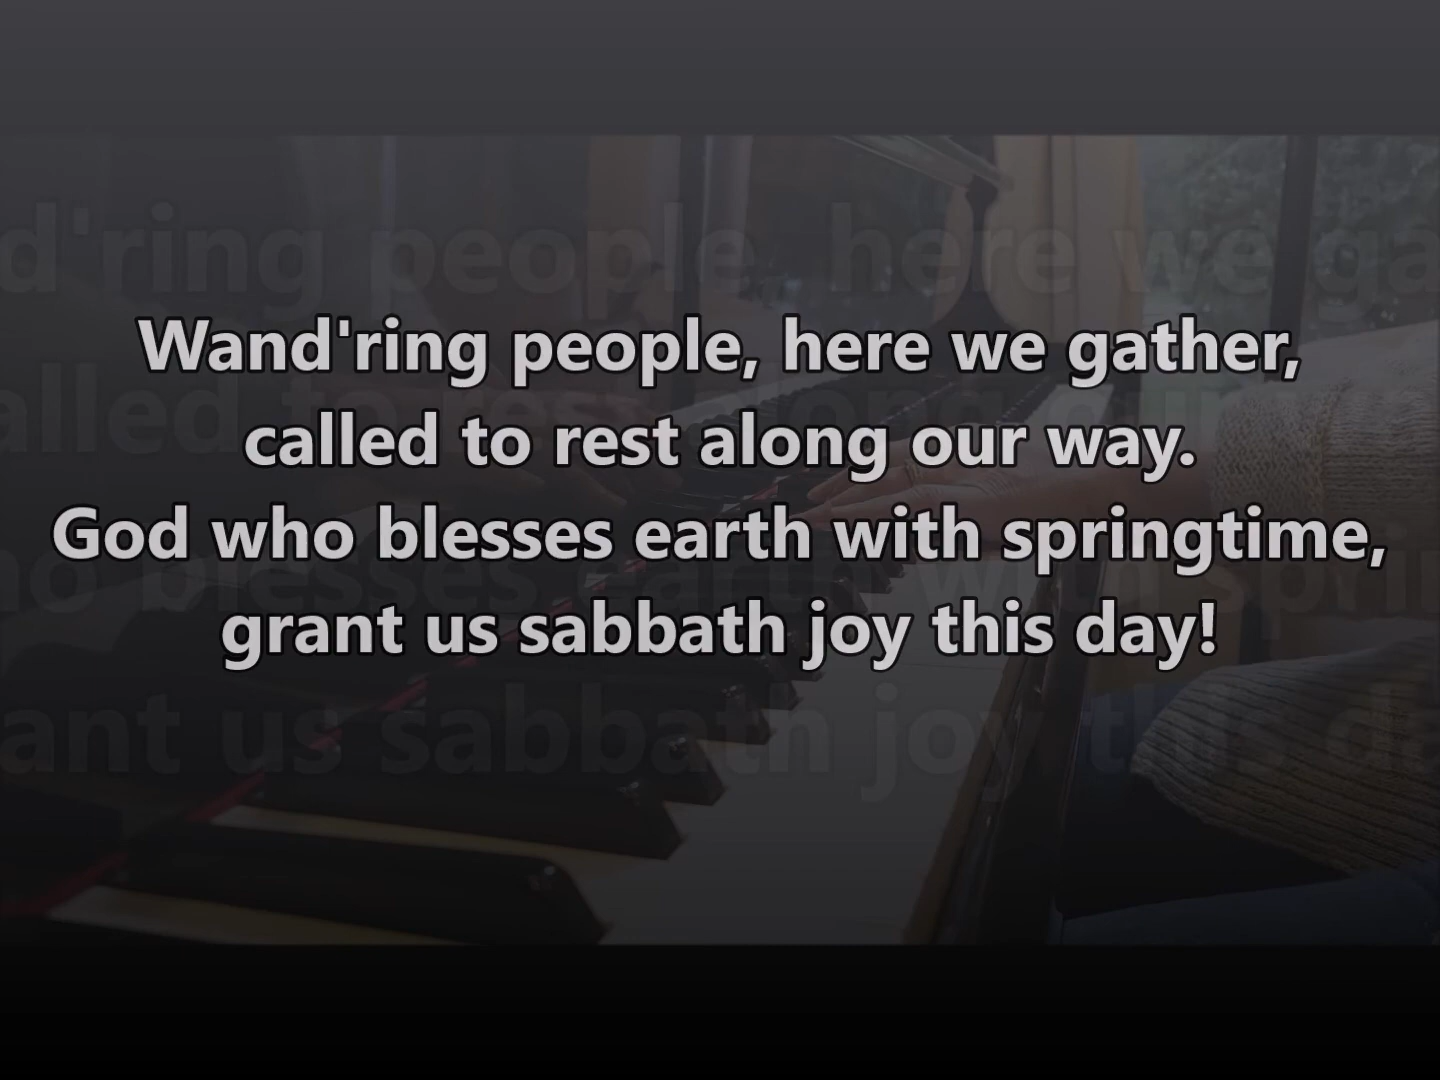 Wand'ring people, here we gather,
called to rest along our way.
God who blesses earth with springtime,
grant us sabbath joy this day!